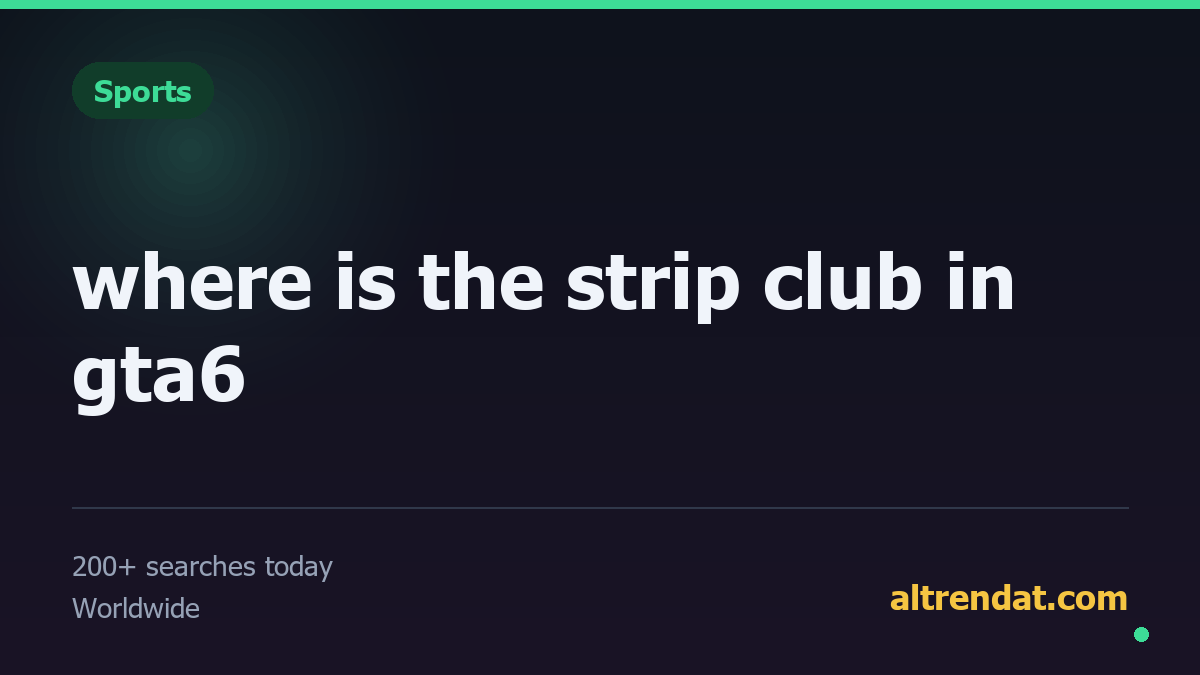 Sports
where is the strip club in
gta6
200+ searches today
Worldwide
altrendat.com